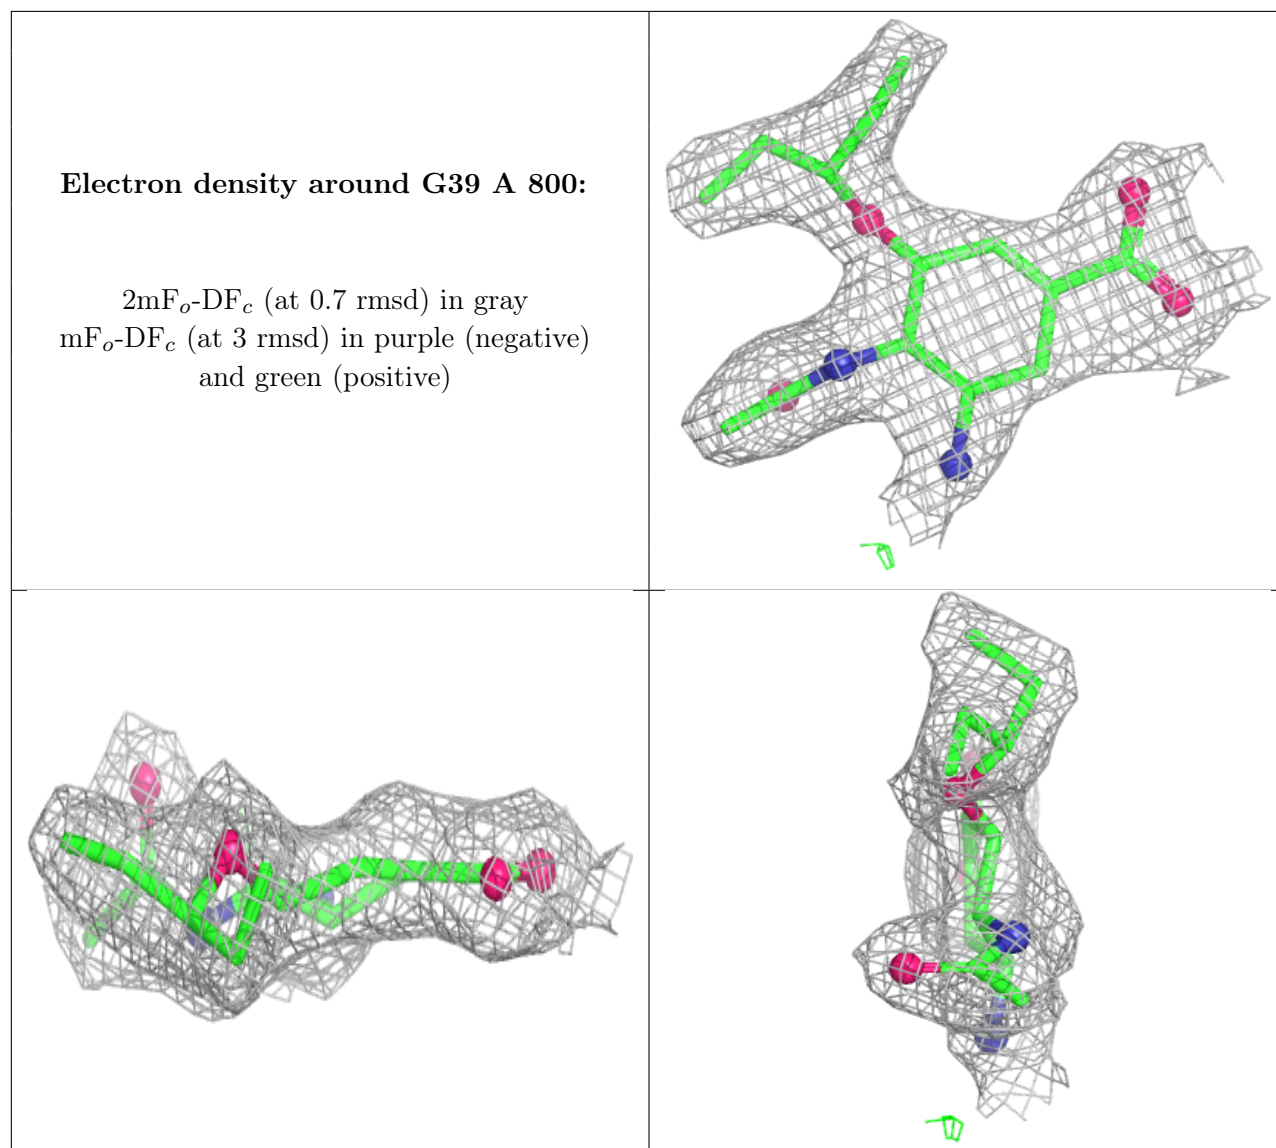 Electron density around G39 A 800:
2mFo-DFc (at 0.7 rmsd) in gray
mFo-DFc (at 3 rmsd) in purple (negative)
and green (positive)